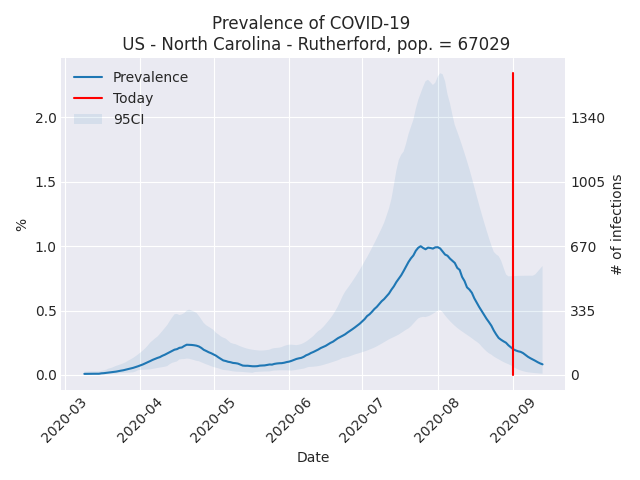 Prevalence of COVID-19
US - North Carolina - Rutherford, pop. = 67029
Prevalence
Today
95CI
2.0
1.5
1.0
0.5
0.0
%
1340
1005
670
335
0
# of infections
2020-03
2020-04
2020-05
2020-06
2020-07
2020-08
2020-09
Date